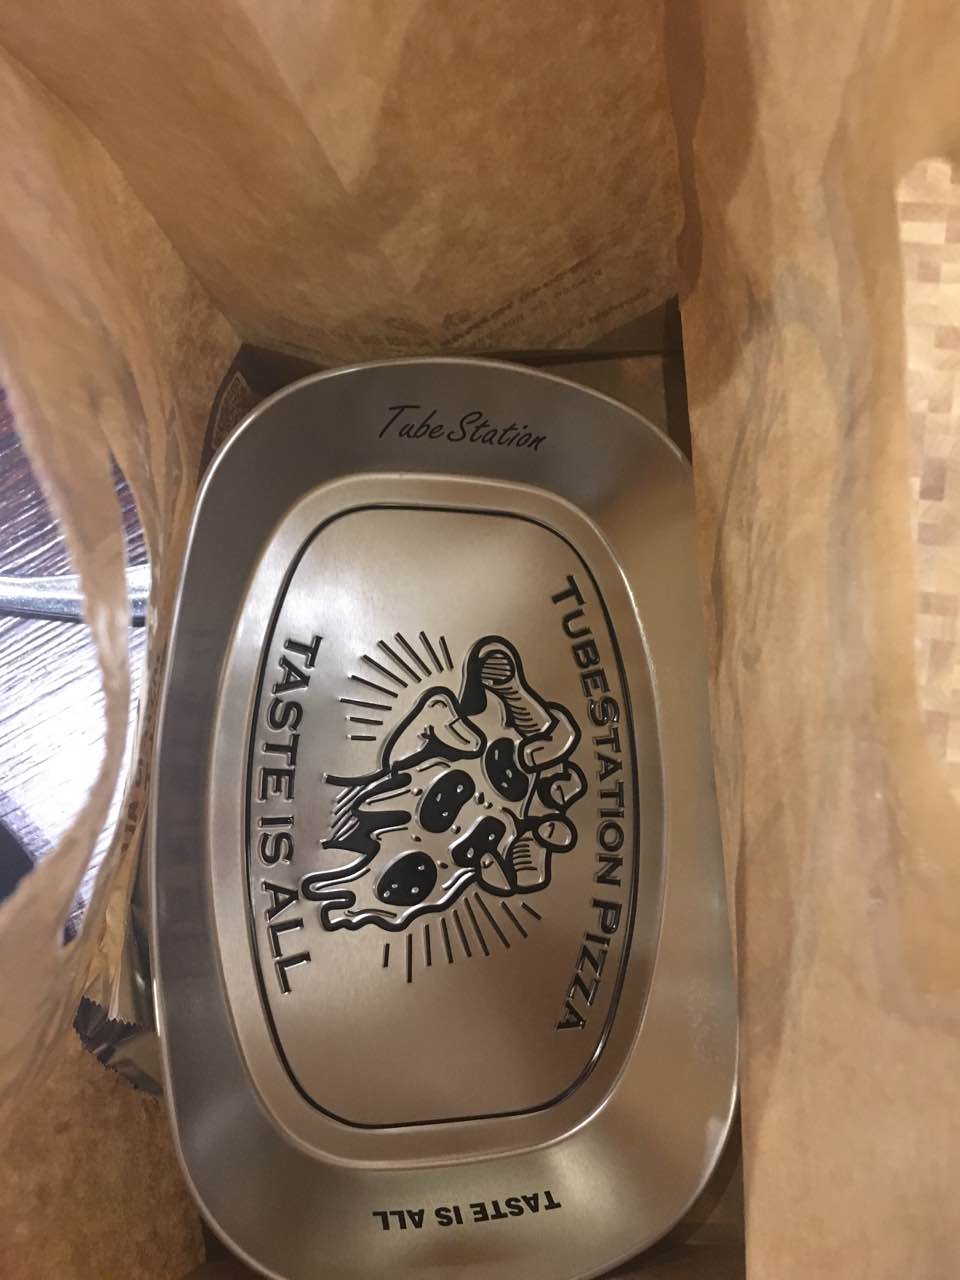 Tube Station
TUBESTATION PIZZA
TASTE IS ALL
TASTE IS ALL